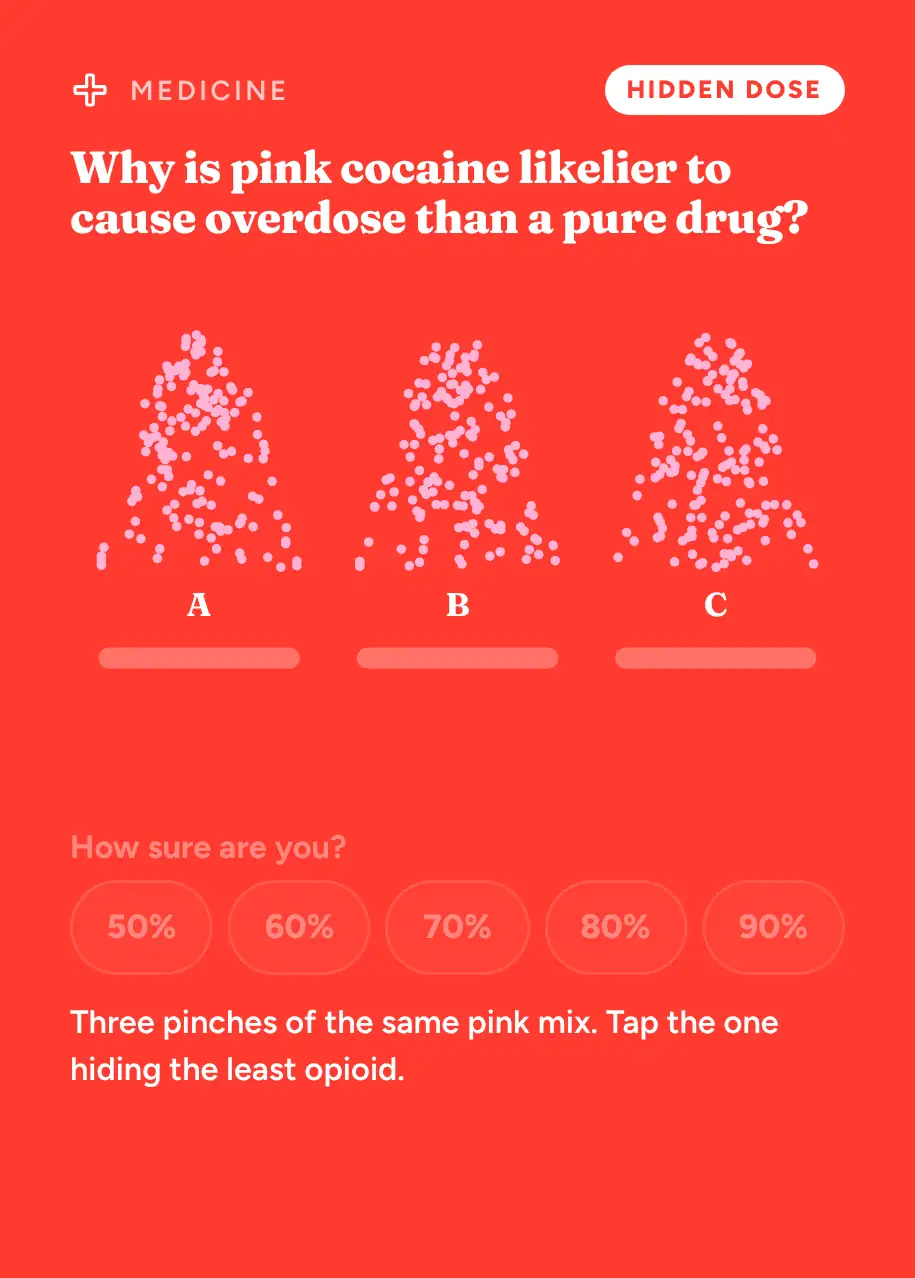 MEDICINE
HIDDEN DOSE
Why is pink cocaine likelier to
cause overdose than a pure drug?
A
B
C
How sure are you?
50%
60%
70%
80%
90%
Three pinches of the same pink mix. Tap the one
hiding the least opioid.